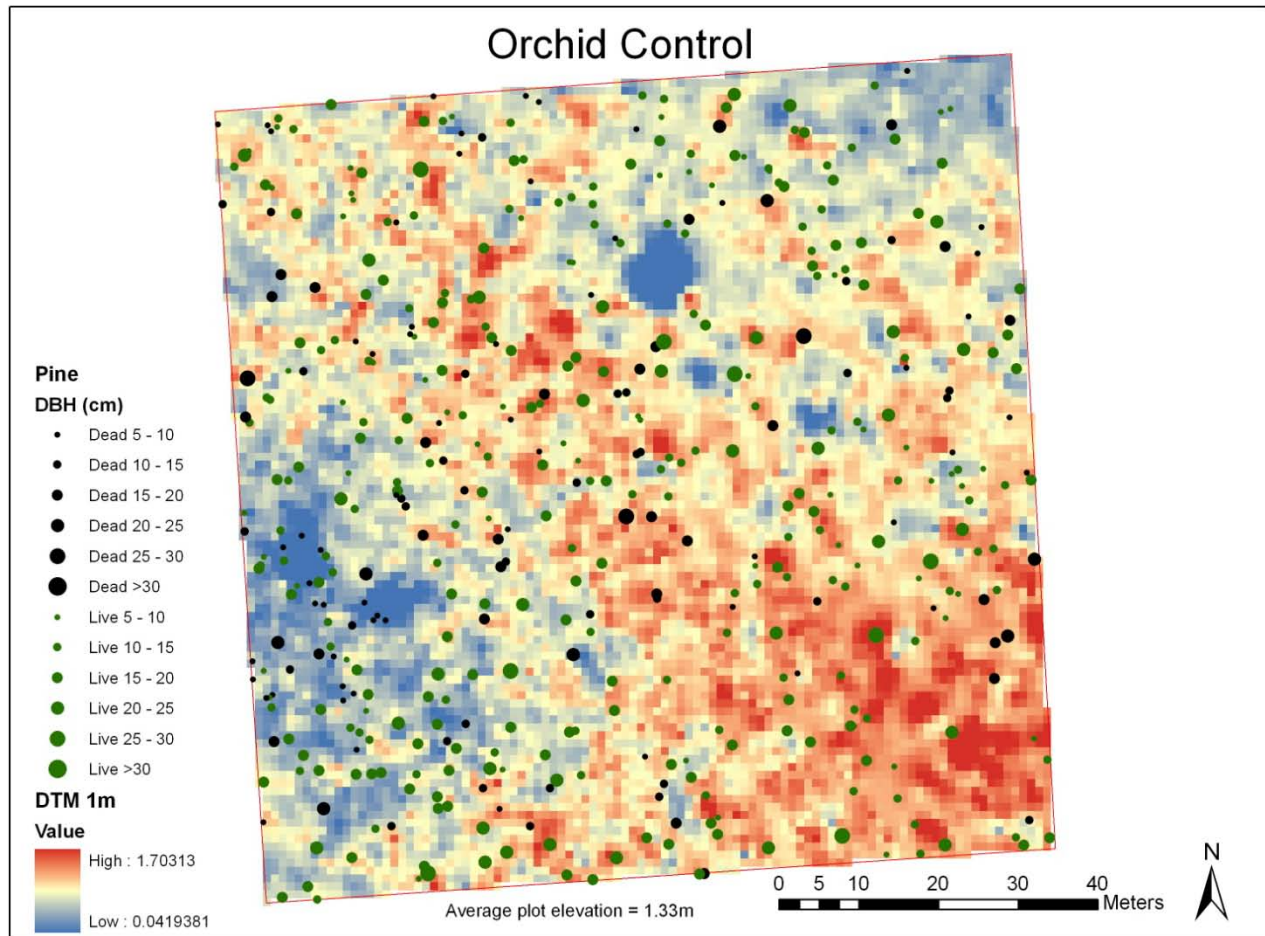 Orchid Control
Pine
DBH (cm)
Dead 5 - 10
Dead 10 - 15
Dead 15 - 20
Dead 20 - 25
Dead 25 - 30
Dead >30
Live 5 - 10
Live 10 - 15
Live 15 - 20
Live 20 - 25
Live 25 - 30
Live >30
DTM 1m
Value
High : 1.70313
Low : 0.0419381
Average plot elevation = 1.33m
0 5 10 20 30 40
Meters
N